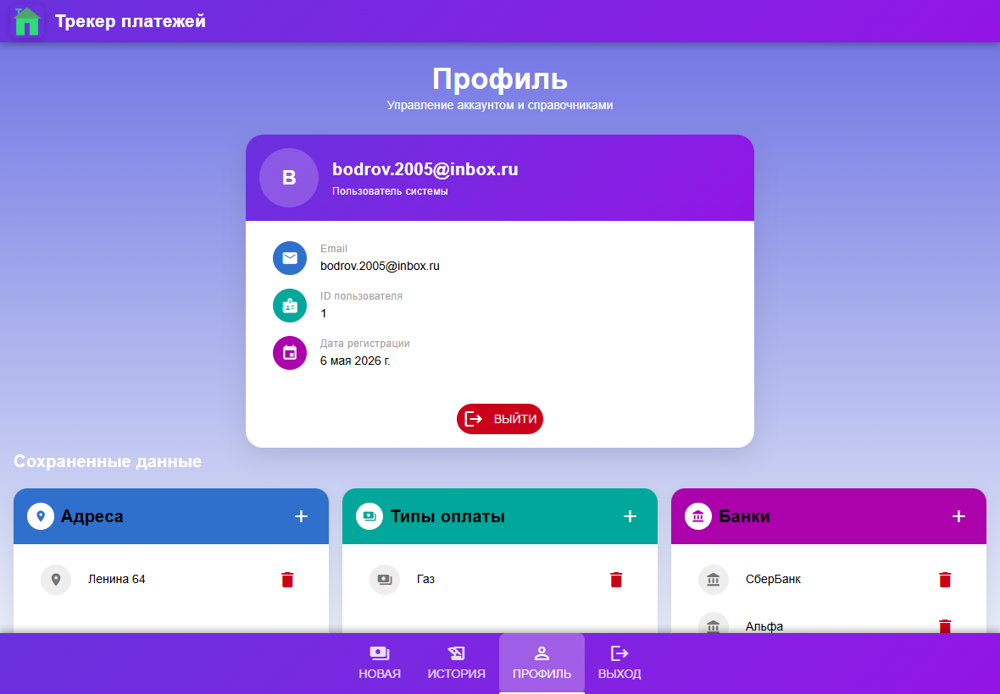 Трекер платежей
Профиль
Управление аккаунтом и справочниками
B
bodrov.2005@inbox.ru
Пользователь системы
Email
bodrov.2005@inbox.ru
ID пользователя
1
Дата регистрации
6 мая 2026 г.
ВЫЙТИ
Сохраненные данные
Адреса
Типы оплаты
Банки
Ленина 64
Газ
СберБанк
Альфа
НОВАЯ
ИСТОРИЯ
ПРОФИЛЬ
ВЫХОД